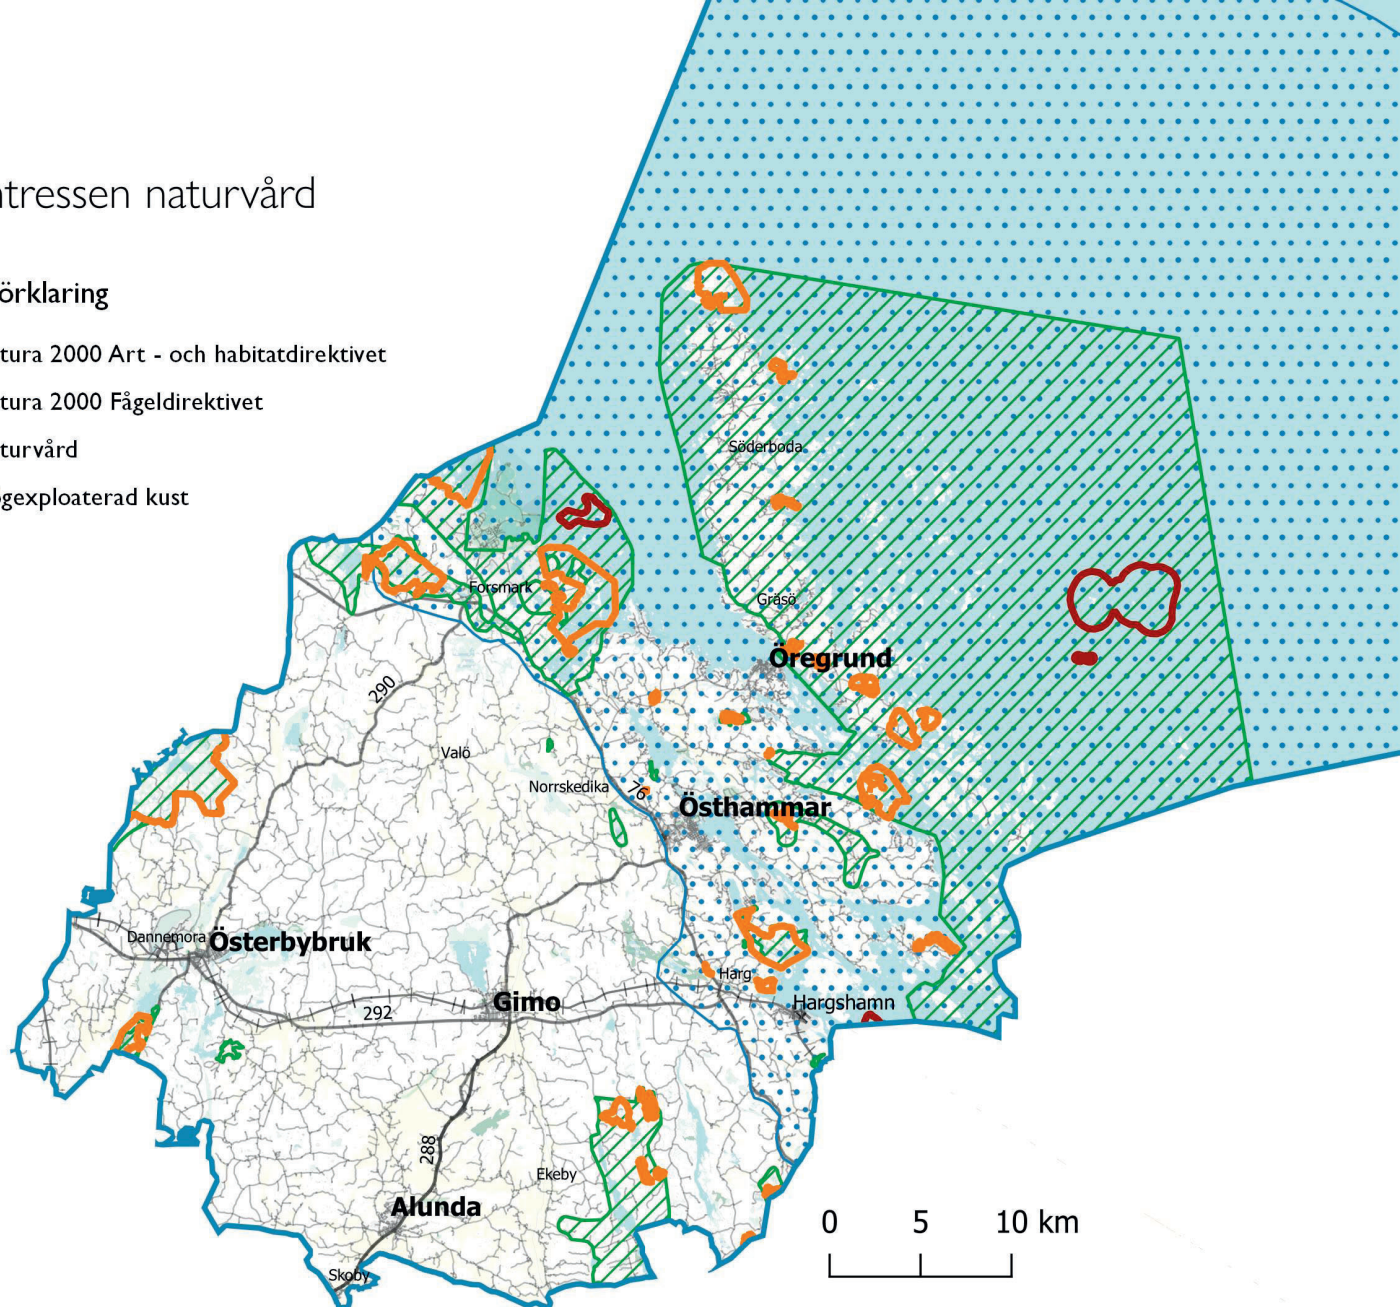 ntressen naturvård
örklaring
tura 2000 Art - och habitatdirektivet
tura 2000 Fågeldirektivet
turvård
gexploaterad kust
Söderboda
Forsmark
Gräsö
Öregrund
290
Valö
Norrskedika
76
Östhammar
Dannemora
Österbybruk
Harg
Gimo
Hargshamn
292
288
Ekeby
Alunda
0 5 10 km
Skoby